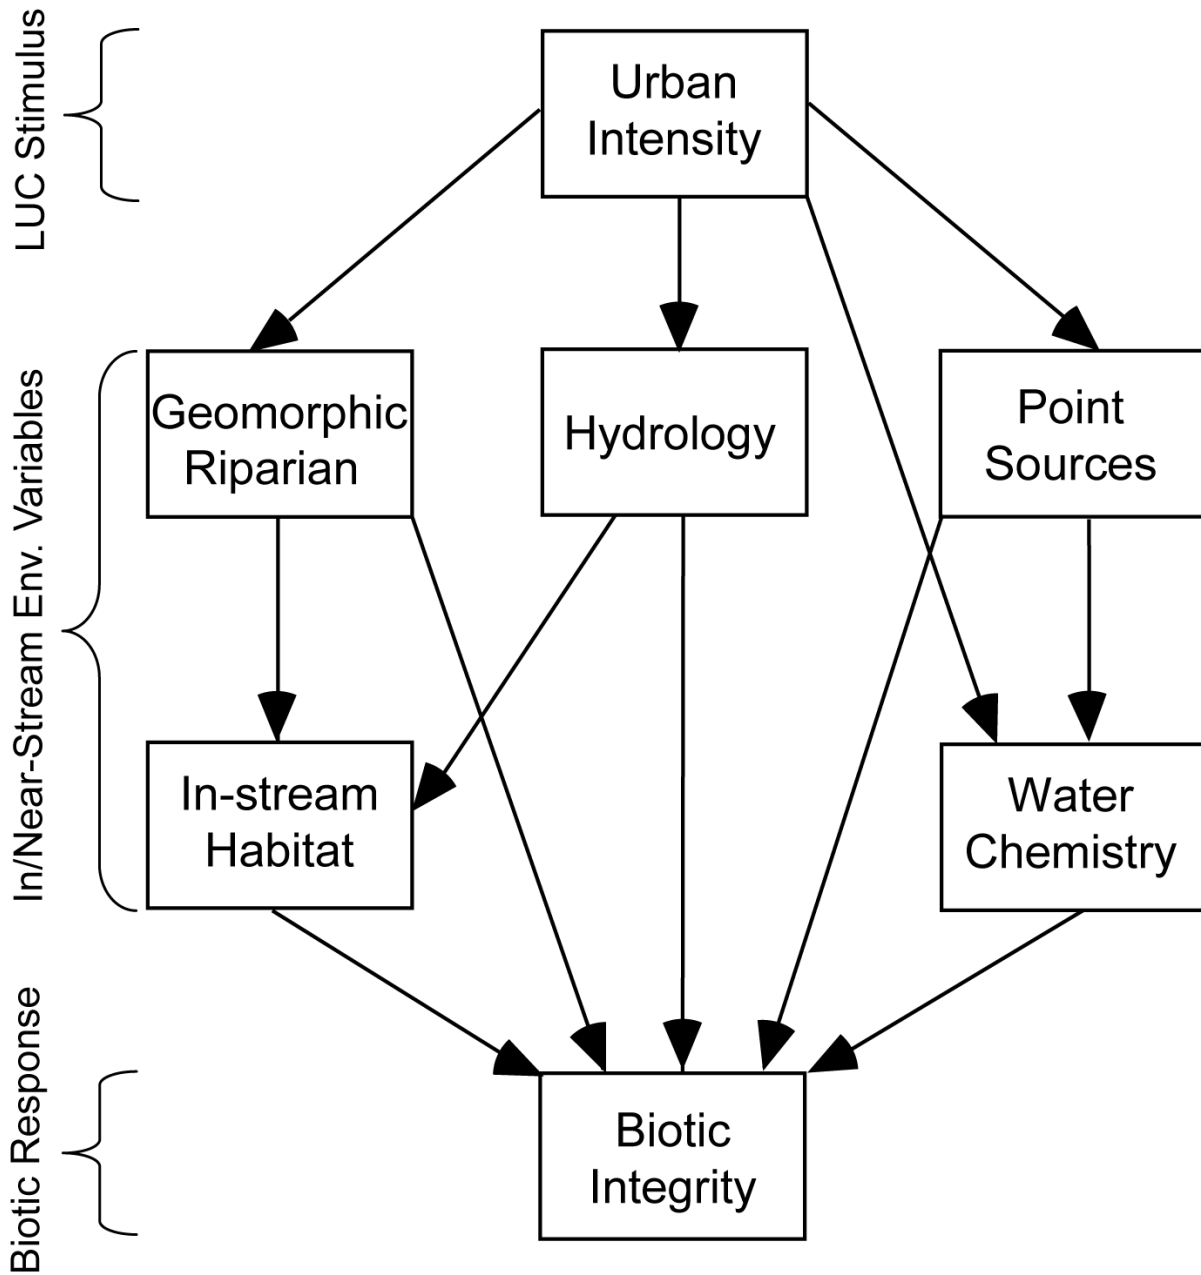 LUC Stimulus
Urban
Intensity
In/Near-Stream Env. Variables
Geomorphic
Riparian
Hydrology
Point
Sources
In-stream
Habitat
Water
Chemistry
Biotic Response
Biotic
Integrity